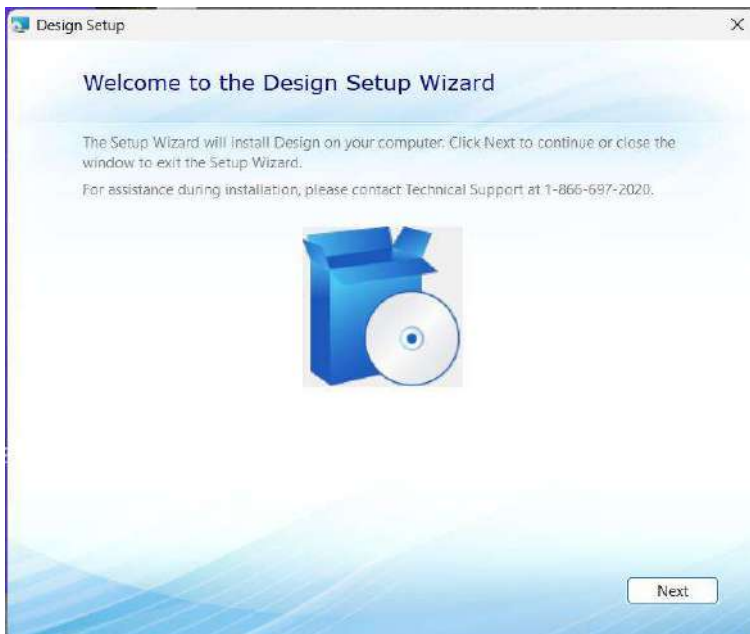 Design Setup
Welcome to the Design Setup Wizard
The Setup Wizard will install Design on your computer. Click Next to continue or close the
window to exit the Setup Wizard.
For assistance during installation, please contact Technical Support at 1-866-697-2020.
Next